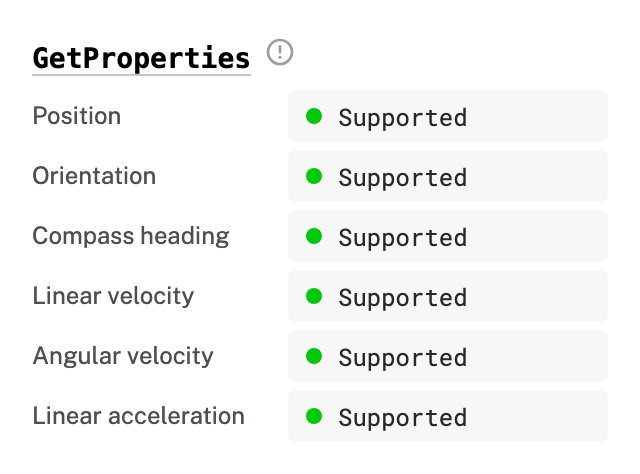 GetProperties
Position Supported
Orientation Supported
Compass heading Supported
Linear velocity Supported
Angular velocity Supported
Linear acceleration Supported